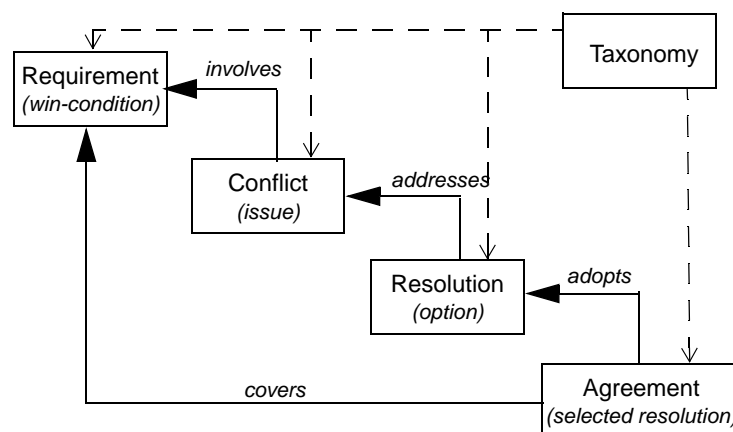 Taxonomy
Requirement
(win-condition)
involves
Conflict
(issue)
addresses
Resolution
(option)
adopts
Agreement
(selected resolution)
covers